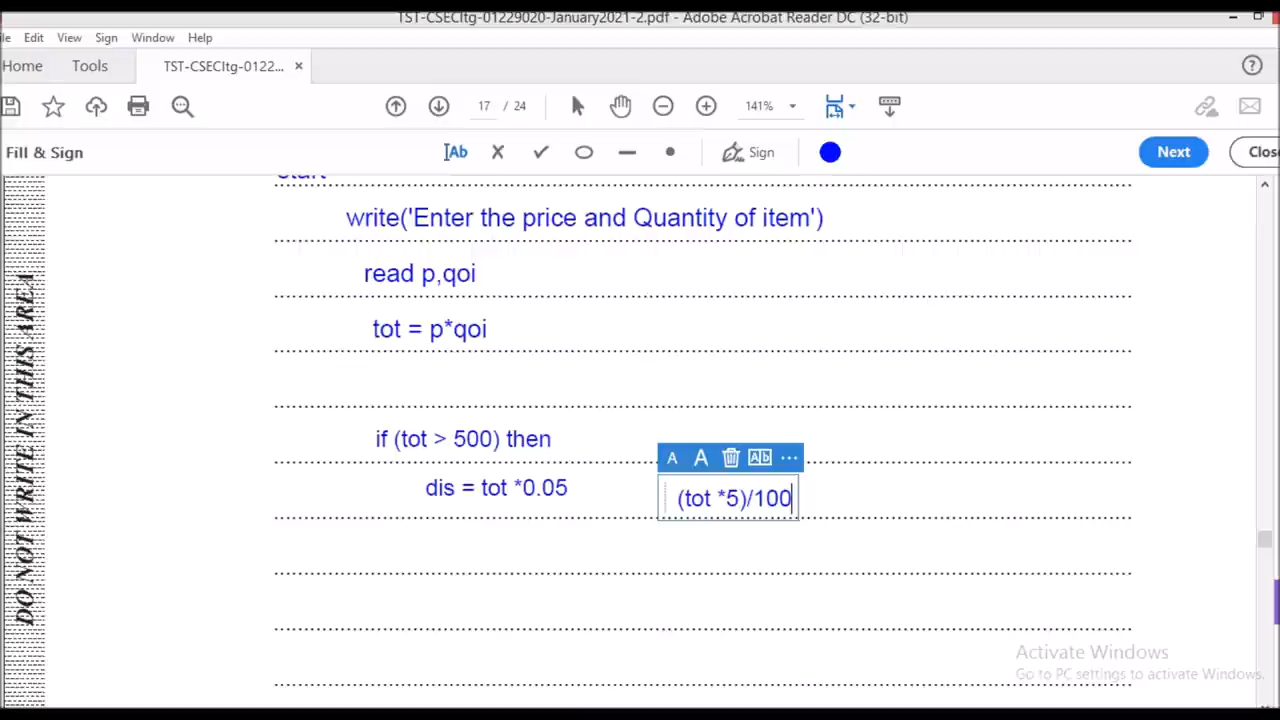 TST-CSECItg-01229020-January2021-2.pdf - Adobe Acrobat Reader DC (32-bit)
Edit View Sign Window Help
Home Tools TST-CSECItg-0122... ×
17 / 24 141%
Fill & Sign Ab Sign Next
write('Enter the price and Quantity of item')
read p,qoi
tot = p*qoi
if (tot > 500) then
A A Ab ...
dis = tot *0.05 (tot *5)/100
DO NOT WRITE IN THIS AREA
Activate Windows
Go to PC settings to activate Windows.